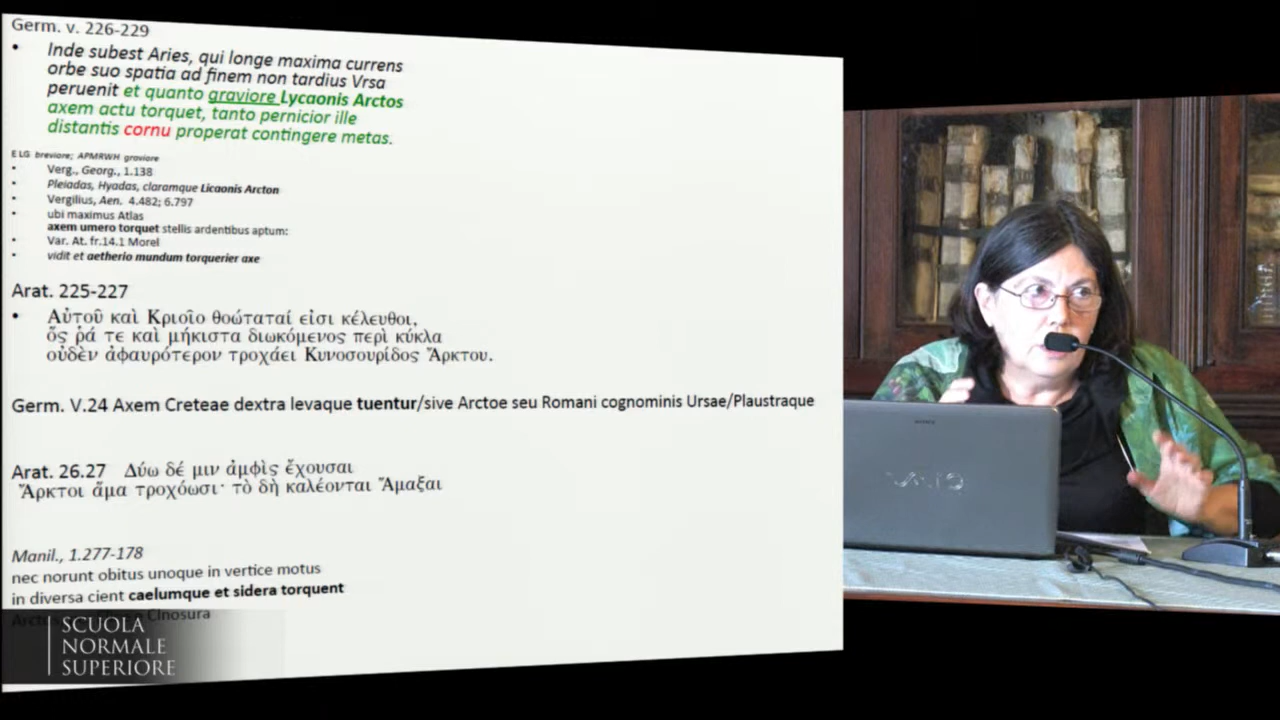 Germ. v. 226-229
• Inde subest Aries, qui longe maxima currens
orbe suo spatia ad finem non tardius Vrsa
peruenit et quanto graviore Lycaonis Arctos
axem actu torquet, tanto pernicior ille
distantis cornu properat contingere metas.
E LG breviore; APMRWH graviore
• Verg., Georg., 1.138
• Pleiadas, Hyadas, claramque Licaonis Arcton
• Vergilius, Aen. 4.482; 6.797
• ubi maximus Atlas
axem umero torquet stellis ardentibus aptum:
• Var. At. fr.14.1 Morel
• vidit et aetherio mundum torquerier axe
Arat. 225-227
• Αὐτοῦ καὶ Κριοῖο θοώταταί εἰσι κέλευθοι,
ὅς ῥά τε καὶ μήκιστα διωκόμενος περὶ κύκλα
οὐδὲν ἀφαυρότερον τροχάει Κυνοσουρίδος Ἄρκτου.
Germ. V.24 Axem Creteae dextra levaque tuentur/sive Arctoe seu Romani cognominis Ursae/Plaustraque
Arat. 26.27 Δύω δέ μιν ἀμφὶς ἔχουσαι
Ἄρκτοι ἅμα τροχόωσι· τὸ δὴ καλέονται Ἅμαξαι
Manil., 1.277-178
nec norunt obitus unoque in vertice motus
in diversa cient caelumque et sidera torquent
Cinosura
SCUOLA
NORMALE
SUPERIORE
VAIO